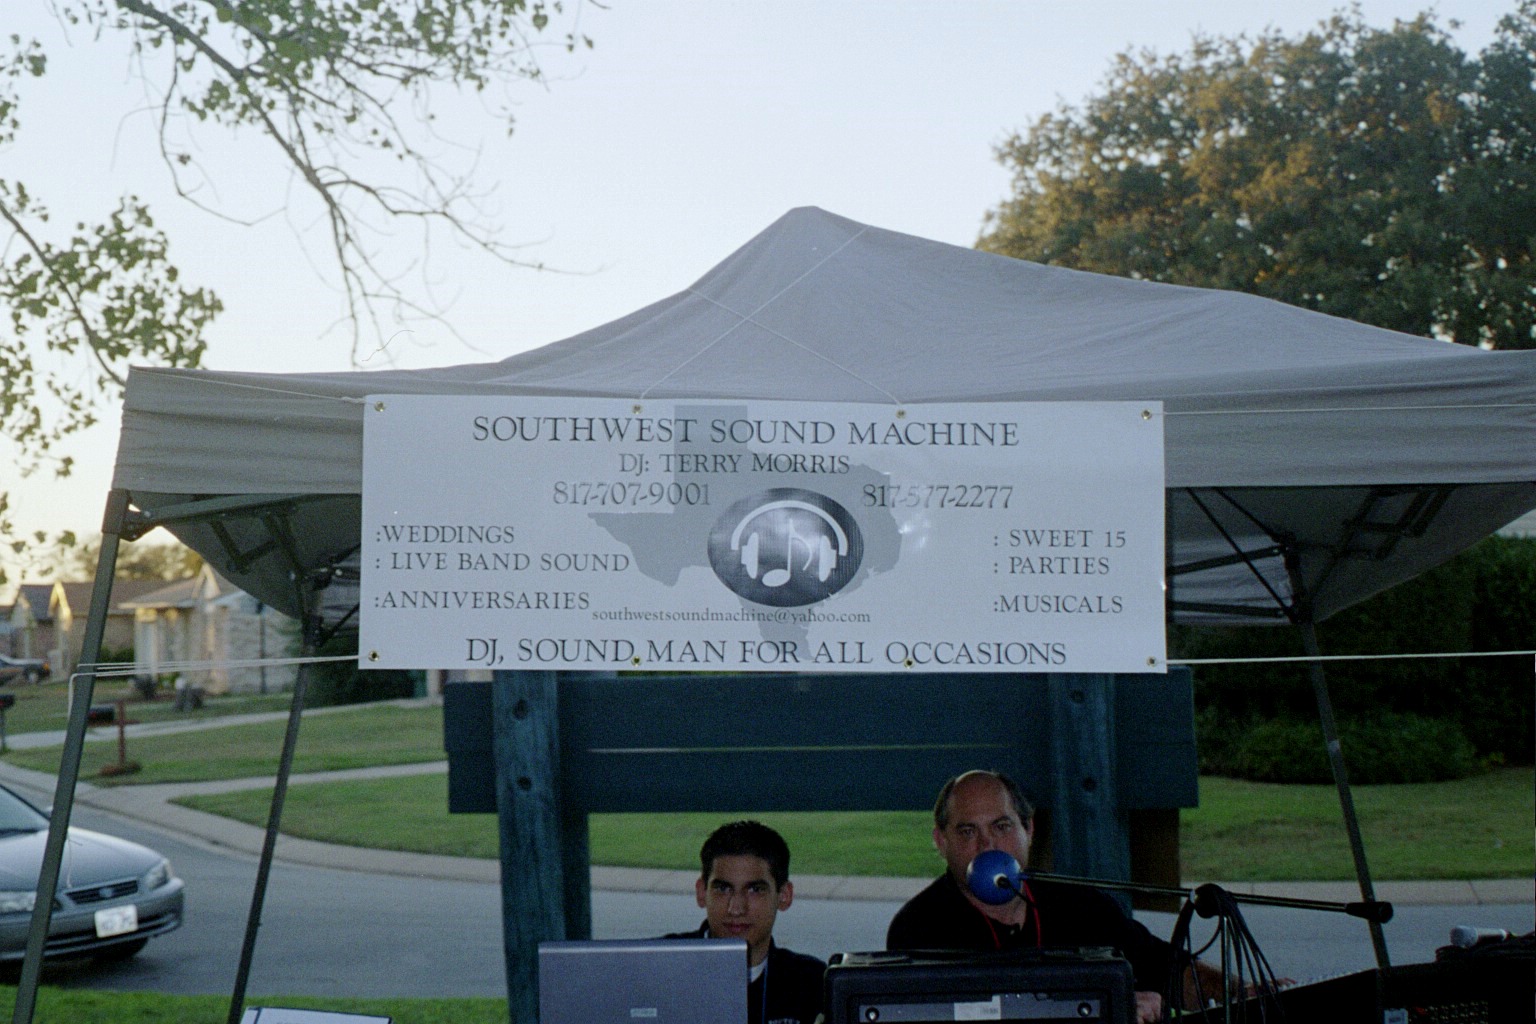 SOUTHWEST SOUND MACHINE
DJ: TERRY MORRIS
817-707-9001 817-577-2277
:WEDDINGS : SWEET 15
: LIVE BAND SOUND : PARTIES
:ANNIVERSARIES :MUSICALS
southwestsoundmachine@yahoo.com
DJ, SOUND MAN FOR ALL OCCASIONS